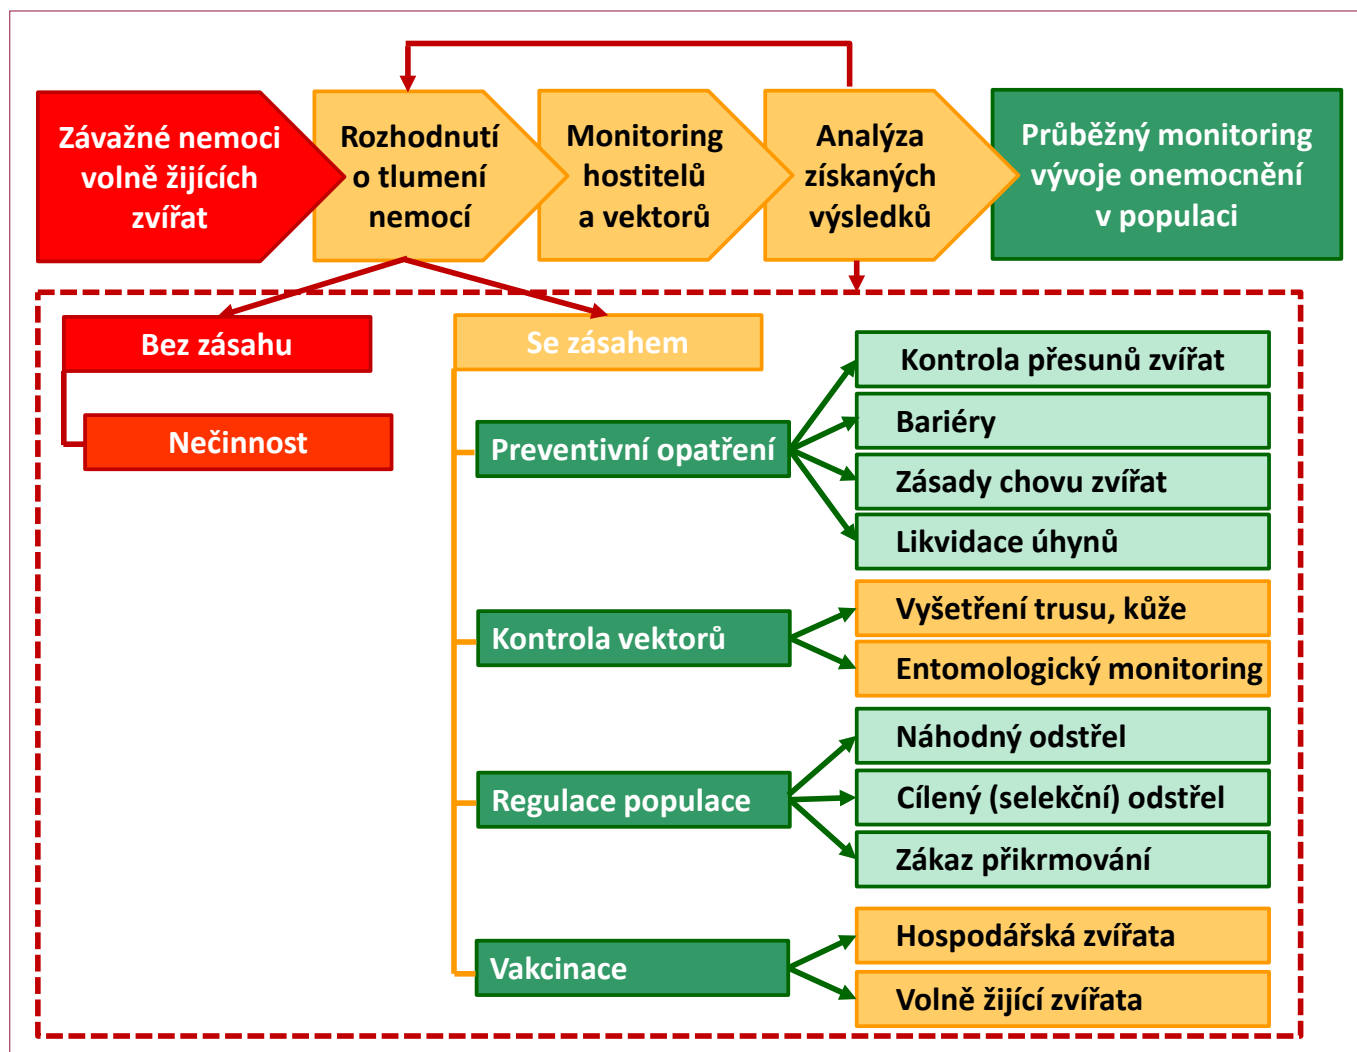 Závažné nemoci
volně žijících
zvířat
Rozhodnutí
o tlumení
nemocí
Monitoring
hostitelů
a vektorů
Analýza
získaných
výsledků
Průběžný monitoring
vývoje onemocnění
v populaci
Bez zásahu
Nečinnost
Se zásahem
Preventivní opatření
Kontrola přesunů zvířat
Bariéry
Zásady chovu zvířat
Likvidace úhynů
Kontrola vektorů
Vyšetření trusu, kůže
Entomologický monitoring
Regulace populace
Náhodný odstřel
Cílený (selekční) odstřel
Zákaz přikrmování
Vakcinace
Hospodářská zvířata
Volně žijící zvířata